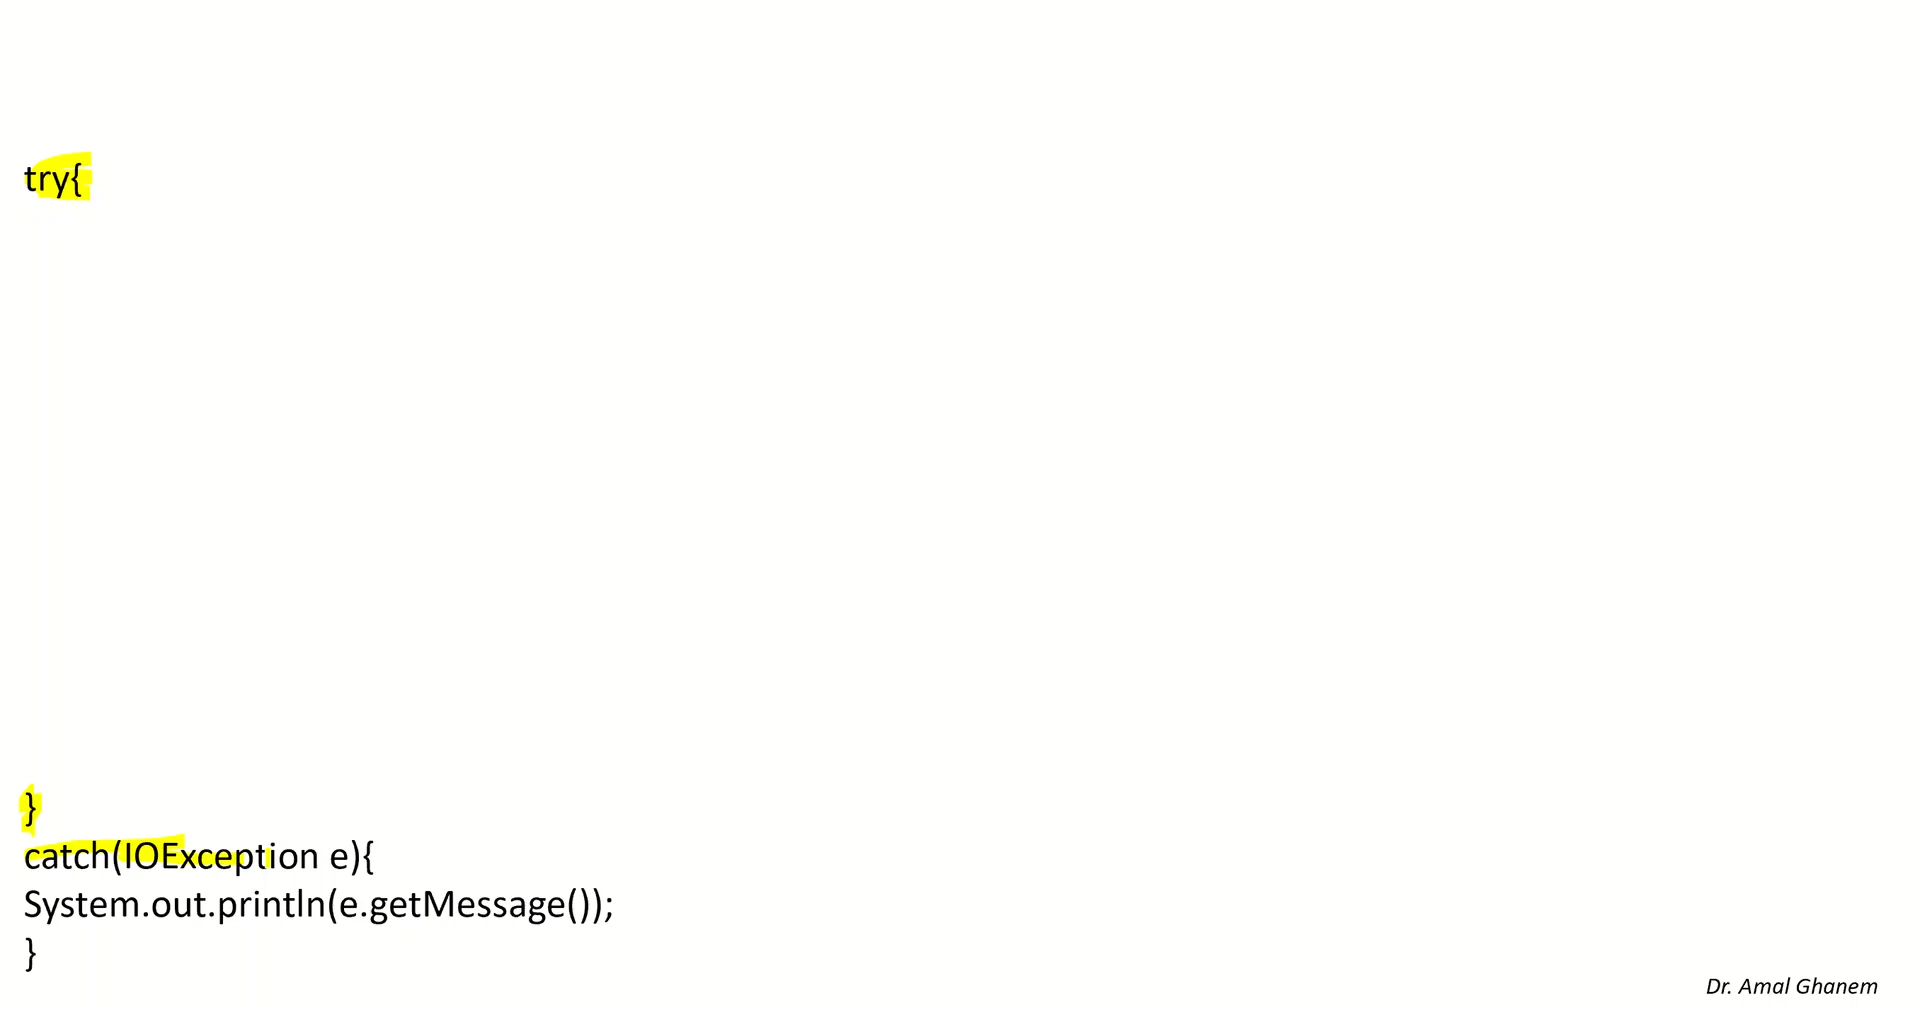 try{
}
catch(IOException e){
System.out.println(e.getMessage());
}
Dr. Amal Ghanem